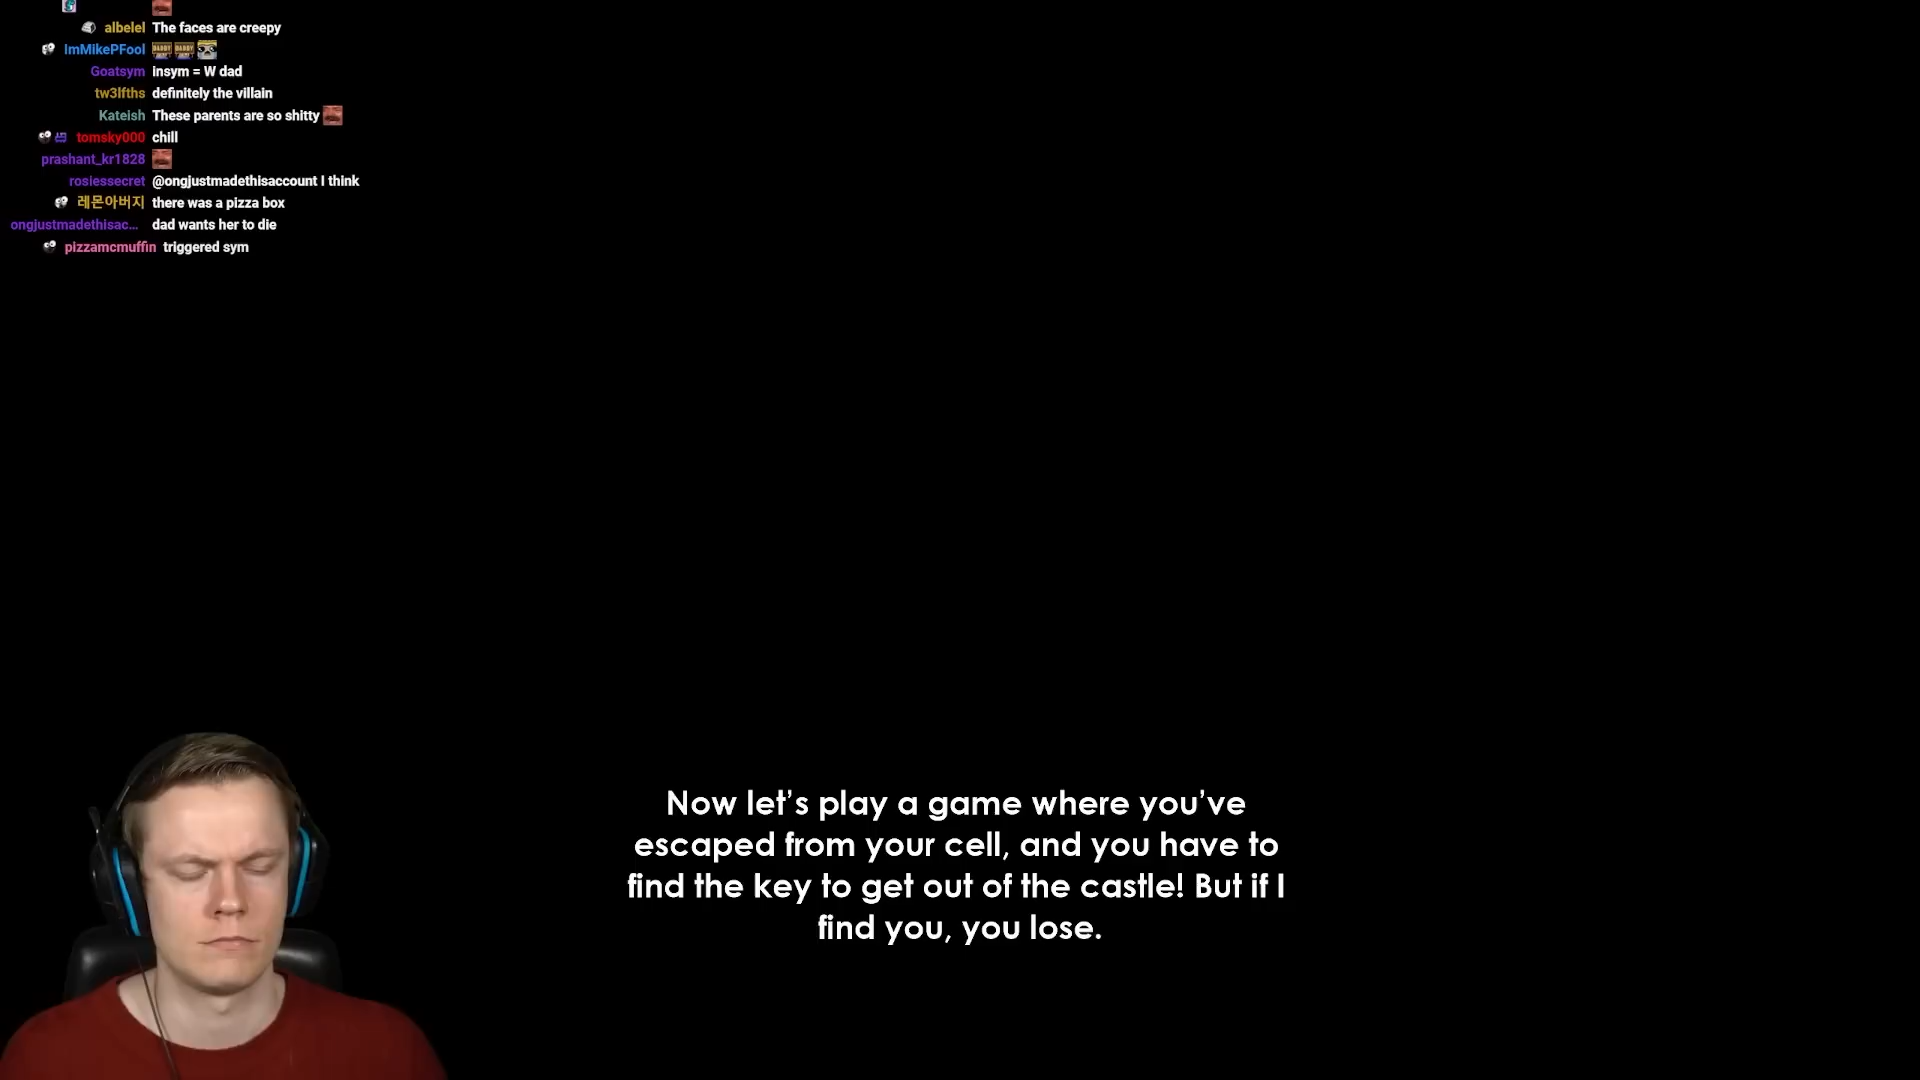 albelel The faces are creepy
ImMikePFool
Goatsym insym = W dad
tw3lfths definitely the villain
Kateish These parents are so shitty
tomsky000 chill
prashant_kr1828
rosiessecret @ongjustmadethisaccount I think
레몬아버지 there was a pizza box
ongjustmadethisac... dad wants her to die
pizzamcmuffin triggered sym
Now let’s play a game where you’ve
escaped from your cell, and you have to
find the key to get out of the castle! But if I
find you, you lose.